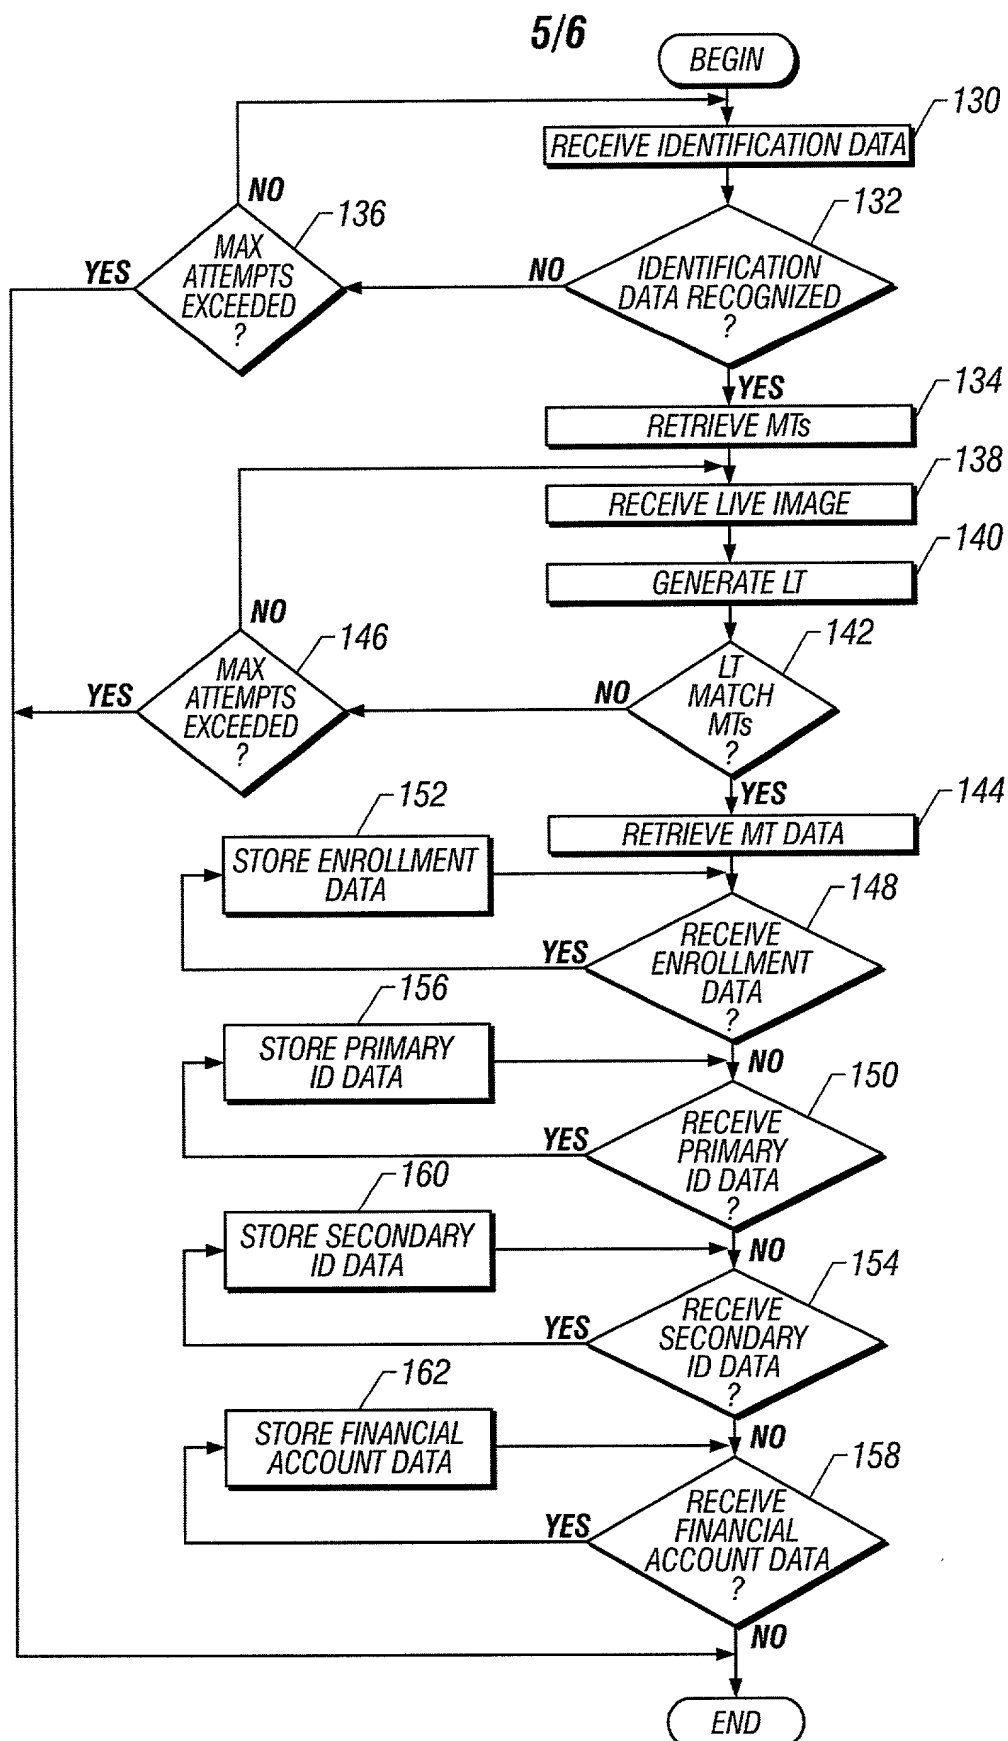 5/6
BEGIN
130
RECEIVE IDENTIFICATION DATA
NO
136
132
MAX
ATTEMPTS
EXCEEDED
?
YES
NO
IDENTIFICATION
DATA RECOGNIZED
?
YES
134
RETRIEVE MTs
138
RECEIVE LIVE IMAGE
140
GENERATE LT
NO
146
142
MAX
ATTEMPTS
EXCEEDED
?
YES
NO
LT
MATCH
MTs
?
YES
144
RETRIEVE MT DATA
152
STORE ENROLLMENT
DATA
148
RECEIVE
ENROLLMENT
DATA
?
YES
NO
156
STORE PRIMARY
ID DATA
150
RECEIVE
PRIMARY
ID DATA
?
YES
NO
160
STORE SECONDARY
ID DATA
154
RECEIVE
SECONDARY
ID DATA
?
YES
NO
162
STORE FINANCIAL
ACCOUNT DATA
158
RECEIVE
FINANCIAL
ACCOUNT DATA
?
YES
NO
END